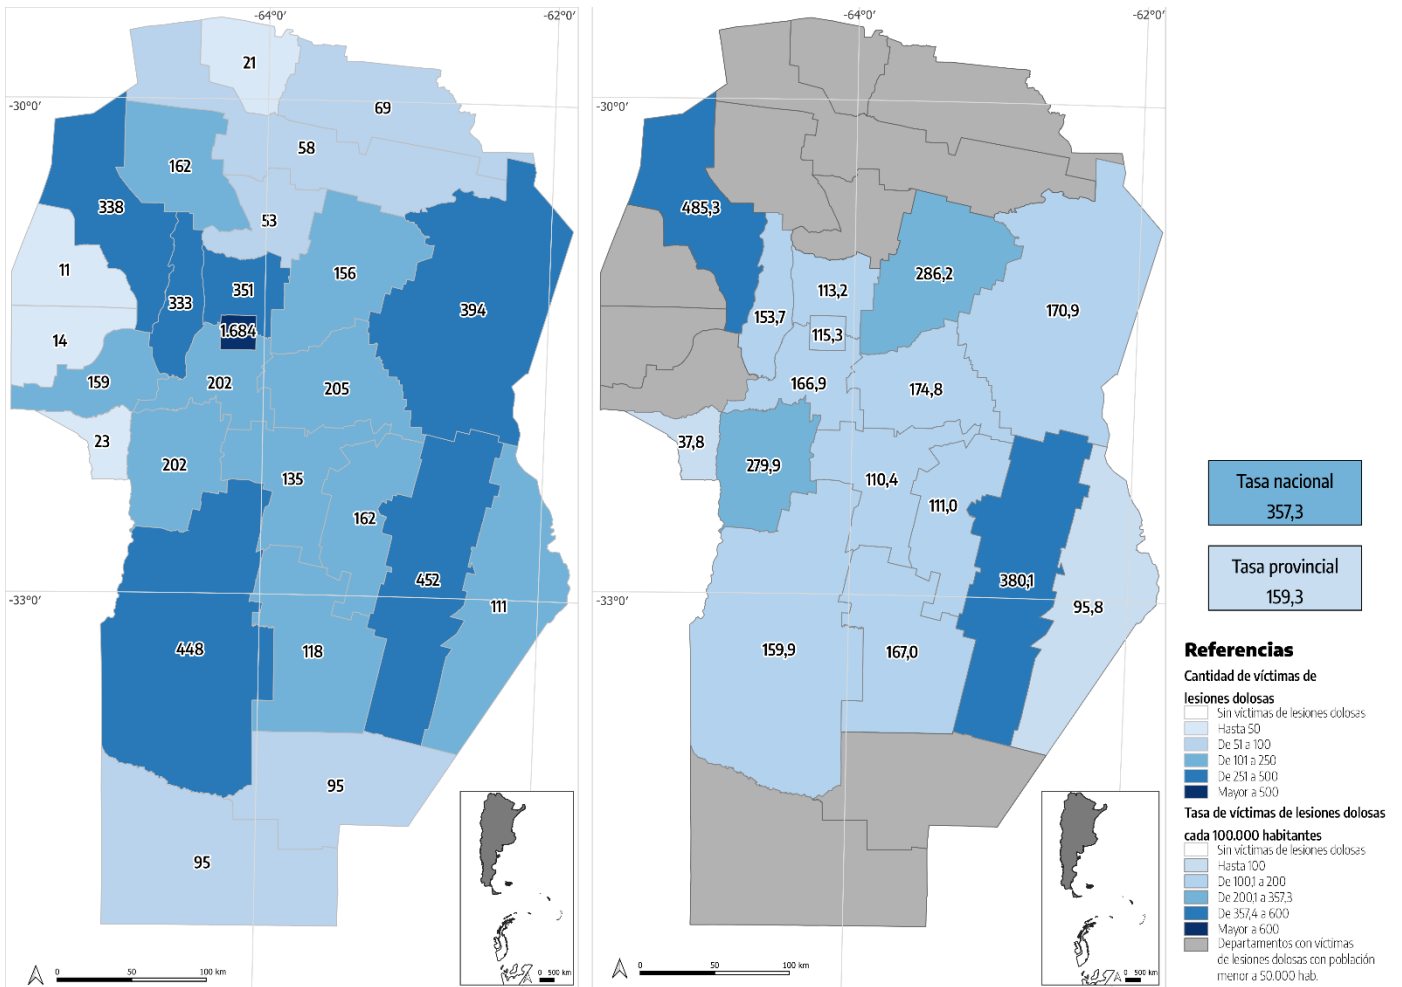 -64°0'
-62°0'
-30°0'
-33°0'
21
69
58
162
53
338
11
156
351
333
394
1.684
14
159
202
205
23
202
135
162
452
111
448
118
95
95
0 50 100 km
0 500 km
-64°0'
-62°0'
-30°0'
-33°0'
485,3
286,2
113,2
153,7
170,9
115,3
166,9
174,8
37,8
279,9
110,4
111,0
380,1
95,8
159,9
167,0
0 50 100 km
0 500 km
Tasa nacional
357,3
Tasa provincial
159,3
Referencias
Cantidad de víctimas de
lesiones dolosas
Sin víctimas de lesiones dolosas
Hasta 50
De 51 a 100
De 101 a 250
De 251 a 500
Mayor a 500
Tasa de víctimas de lesiones dolosas
cada 100.000 habitantes
Sin víctimas de lesiones dolosas
Hasta 100
De 100,1 a 200
De 200,1 a 357,3
De 357,4 a 600
Mayor a 600
Departamentos con víctimas
de lesiones dolosas con población
menor a 50.000 hab.